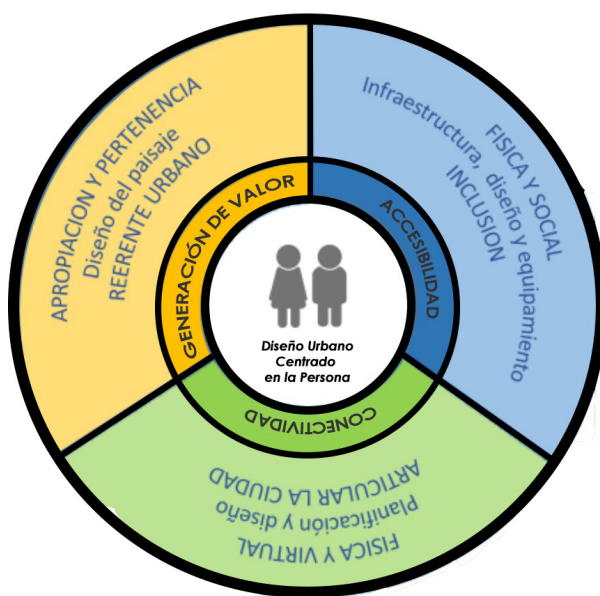 APROPIACION Y PERTENENCIA
Diseño del paisaje
REERENTE URBANO
GENERACIÓN DE VALOR
FISICA Y SOCIAL
Infraestructura, diseño y equipamiento
INCLUSION
ACCESIBILIDAD
Diseño Urbano
Centrado
en la Persona
CONECTIVIDAD
FISICA Y VIRTUAL
Planificación y diseño
ARTICULAR LA CIUDAD